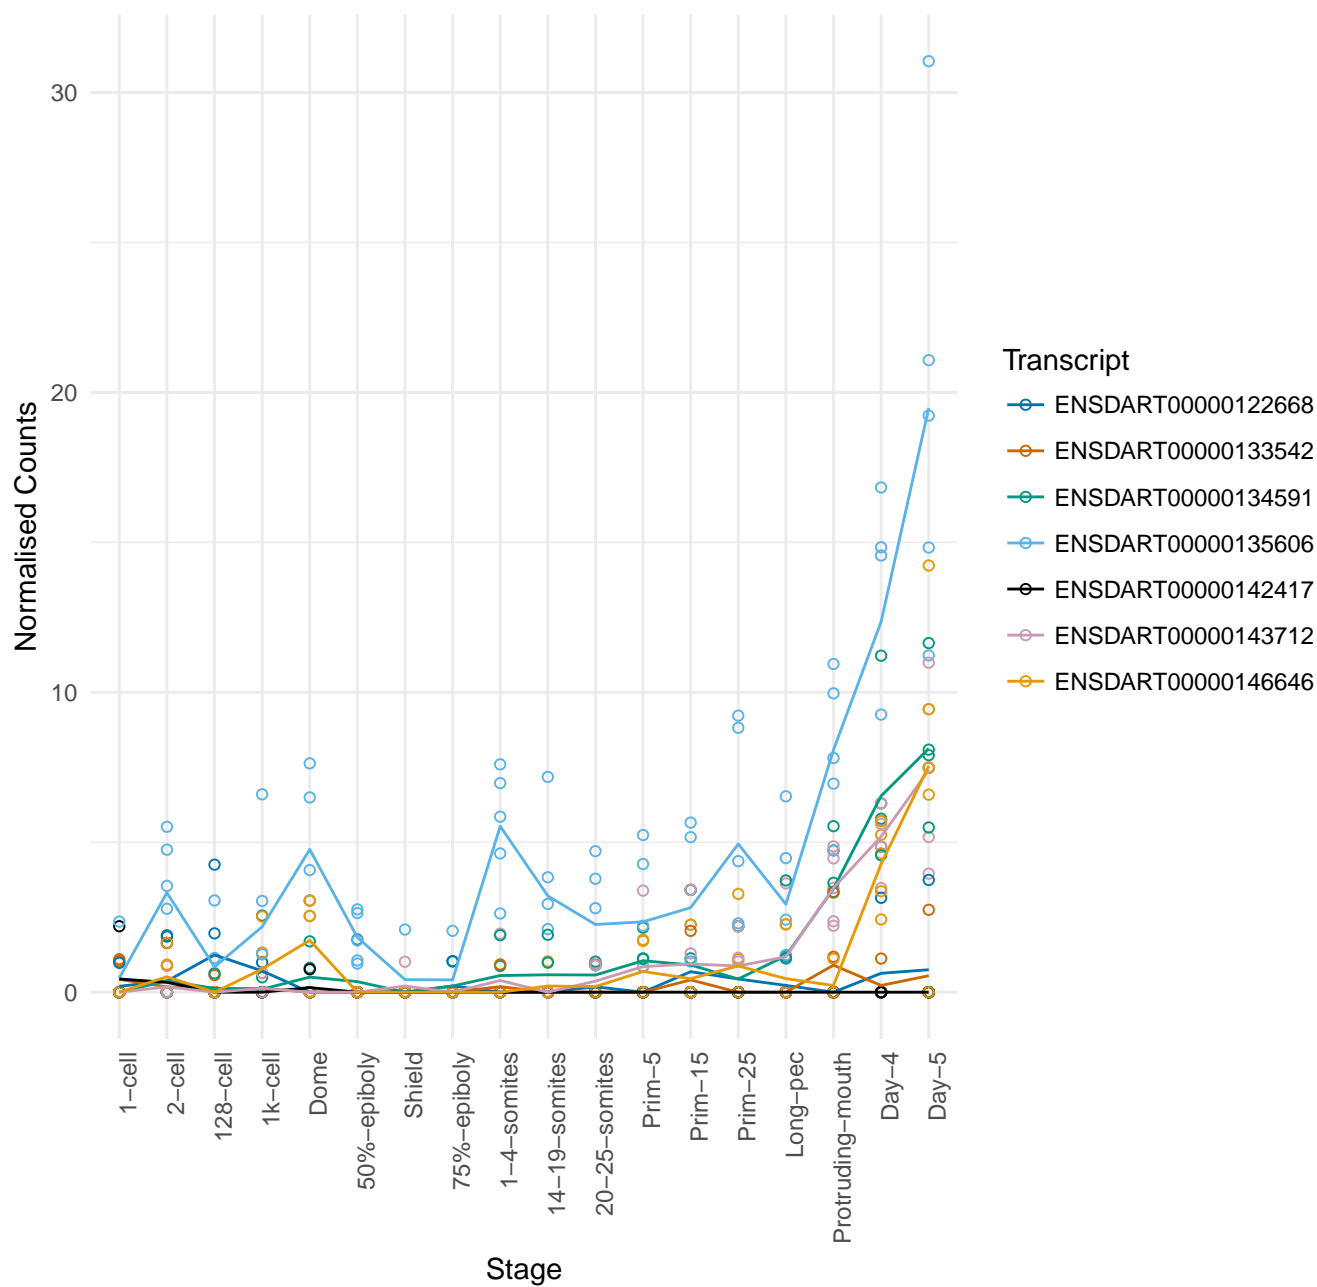 30
20
10
0
Normalised Counts
1−cell
2−cell
128−cell
1k−cell
Dome
50%−epiboly
Shield
75%−epiboly
1−4−somites
14−19−somites
20−25−somites
Prim−5
Prim−15
Prim−25
Long−pec
Protruding−mouth
Day−4
Day−5
Stage
Transcript
ENSDART00000122668
ENSDART00000133542
ENSDART00000134591
ENSDART00000135606
ENSDART00000142417
ENSDART00000143712
ENSDART00000146646